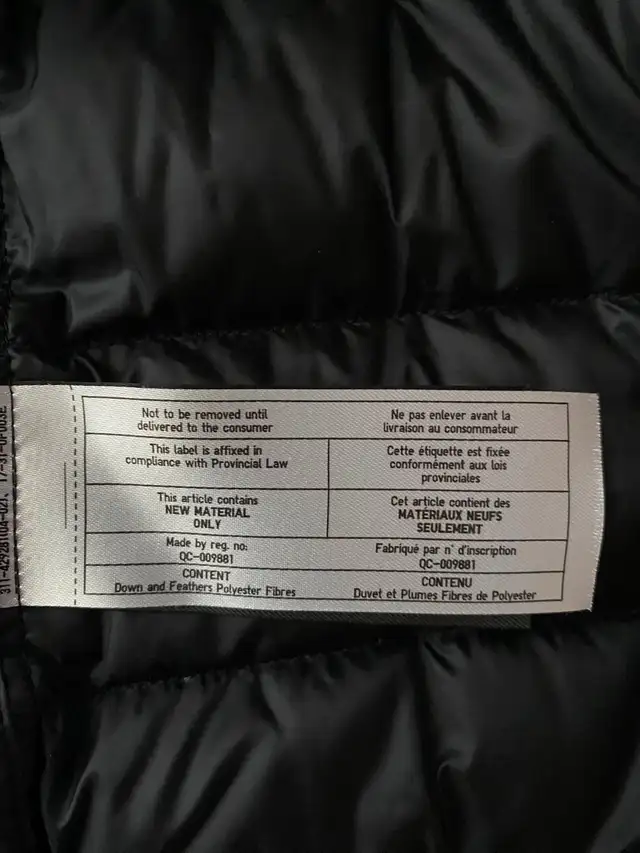 Not to be removed until
delivered to the consumer
Ne pas enlever avant la
livraison au consommateur
This label is affixed in
compliance with Provincial Law
Cette étiquette est fixée
conformément aux lois
provinciales
This article contains
NEW MATERIAL
ONLY
Cet article contient des
MATÉRIAUX NEUFS
SEULEMENT
Made by reg. no:
QC-009881
Fabriqué par n° d'inscription
QC-009881
CONTENT
Down and Feathers Polyester Fibres
CONTENU
Duvet et Plumes Fibres de Polyester